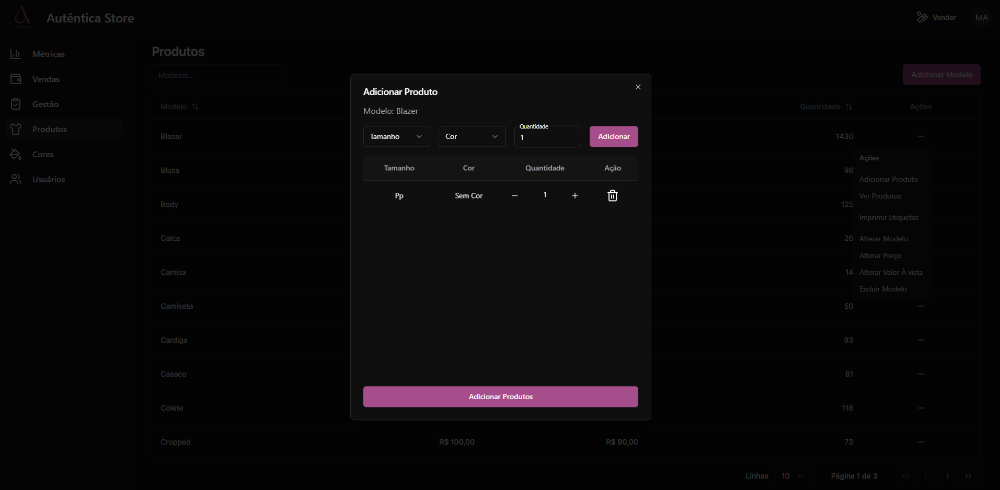 Autêntica Store
Vender
MA
Métricas
Vendas
Gestão
Produtos
Cores
Usuários
Produtos
Modelos...
Adicionar Modelo
Modelo
Quantidade
Ações
Blazer
1430
Blusa
98
Body
125
Calca
26
Camisa
14
Camiseta
50
Cardiga
93
Casaco
81
Colete
116
Cropped
R$ 100,00
R$ 90,00
73
Ações
Adicionar Produto
Ver Produtos
Imprimir Etiquetas
Alterar Modelo
Alterar Preço
Alterar Valor À vista
Excluir Modelo
Adicionar Produto
Modelo: Blazer
Tamanho
Cor
Quantidade
1
Adicionar
Tamanho
Cor
Quantidade
Ação
Pp
Sem Cor
1
Adicionar Produtos
Linhas
10
Página 1 de 3